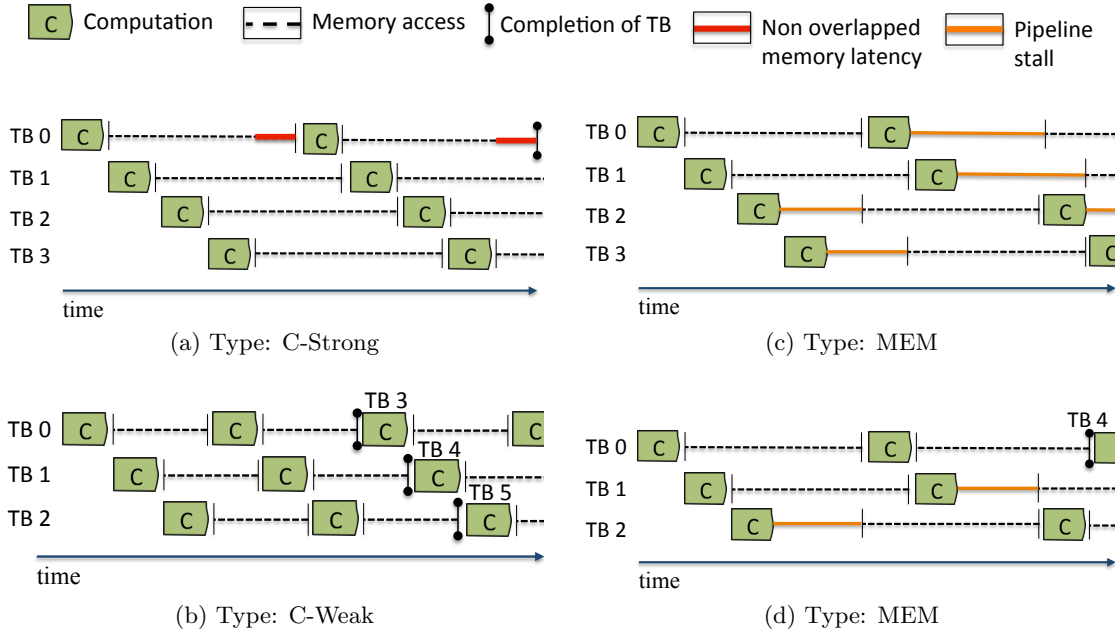 C Computation
Memory access
Completion of TB
Non overlapped
memory latency
Pipeline
stall
TB 0 C C
TB 1 C C
TB 2 C C
TB 3 C C
time
(a) Type: C-Strong
TB 0 C C
TB 1 C C
TB 2 C C
TB 3 C C
time
(c) Type: MEM
TB 3
TB 0 C C C C
TB 4
TB 1 C C C
TB 5
TB 2 C C C
time
(b) Type: C-Weak
TB 4
TB 0 C C
TB 1 C C
TB 2 C C
time
(d) Type: MEM